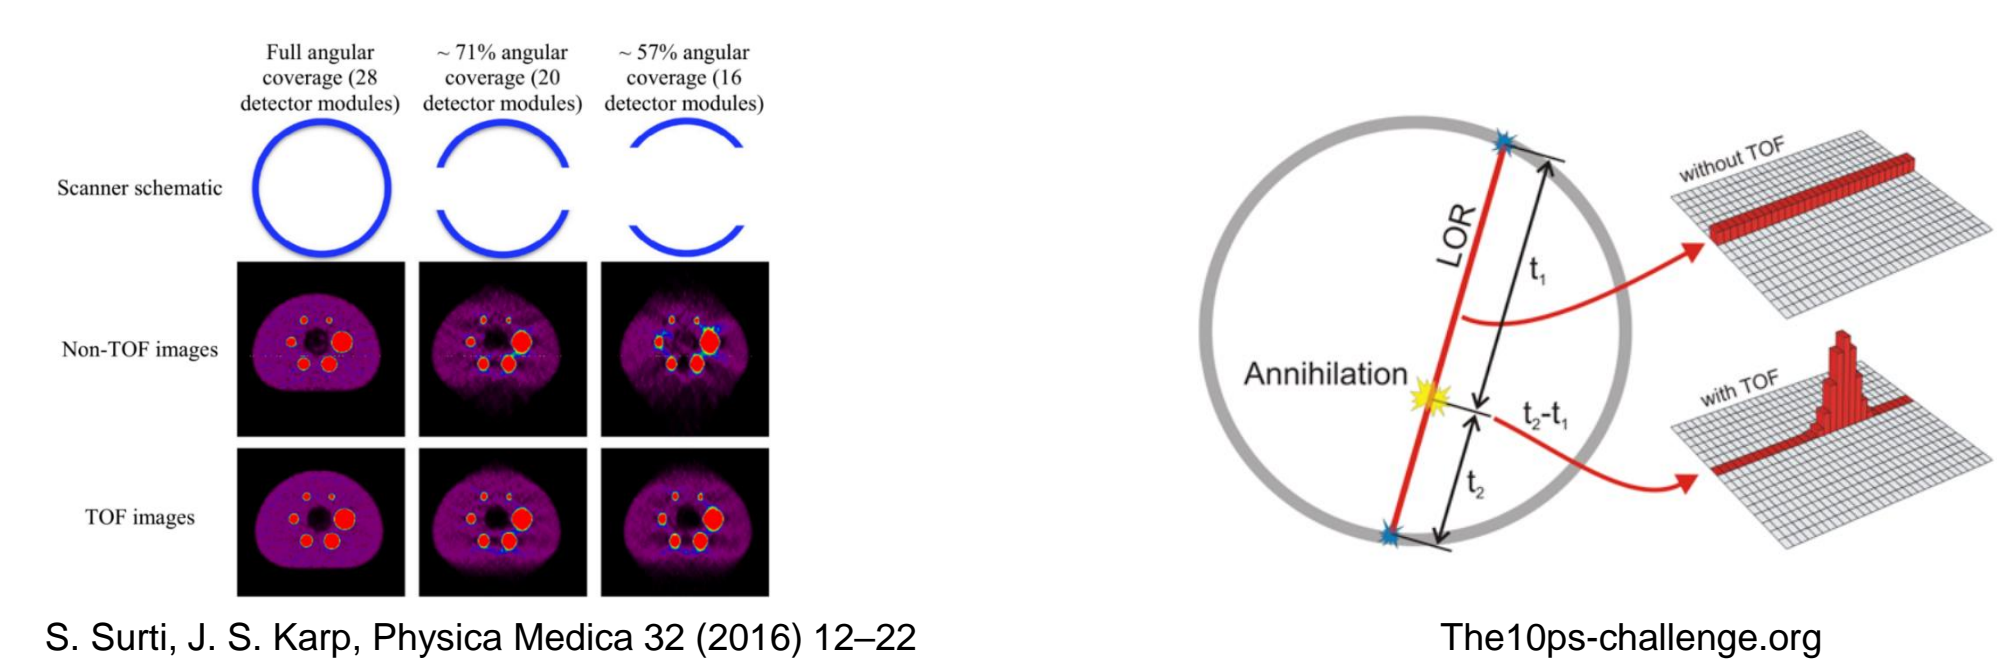 Full angular
coverage (28
detector modules)
~ 71% angular
coverage (20
detector modules)
~ 57% angular
coverage (16
detector modules)
Scanner schematic
Non-TOF images
TOF images
S. Surti, J. S. Karp, Physica Medica 32 (2016) 12–22
LOR
t₁
Annihilation
t₂-t₁
t₂
without TOF
with TOF
The10ps-challenge.org